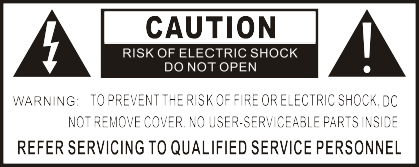 CAUTION
RISK OF ELECTRIC SHOCK
DO NOT OPEN
WARNING: TO PREVENT THE RISK OF FIRE OR ELECTRIC SHOCK, DC
NOT REMOVE COVER. NO USER-SERVICEABLE PARTS INSIDE
REFER SERVICING TO QUALIFIED SERVICE PERSONNEL